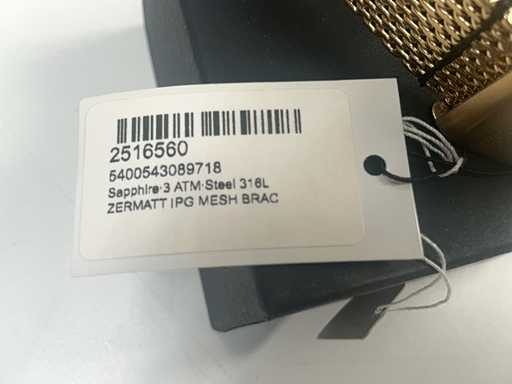 2516560
5400543089718
Sapphire·3 ATM·Steel 316L
ZERMATT IPG MESH BRAC